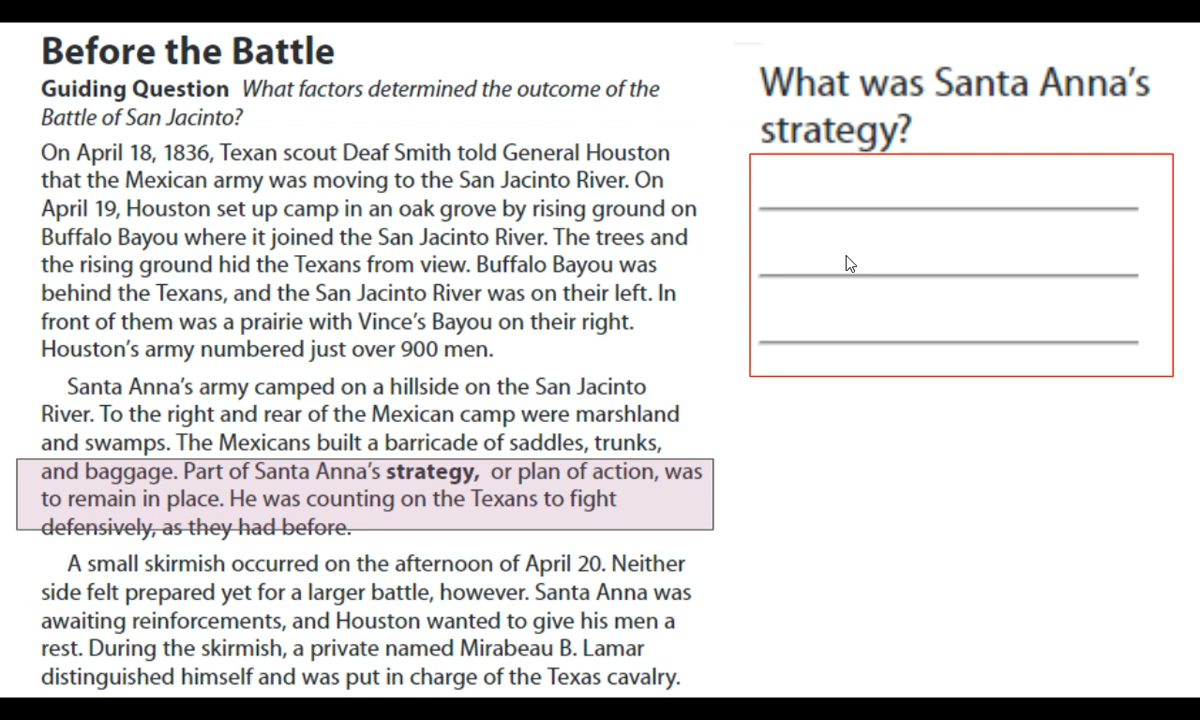 Before the Battle
Guiding Question What factors determined the outcome of the
Battle of San Jacinto?
On April 18, 1836, Texan scout Deaf Smith told General Houston
that the Mexican army was moving to the San Jacinto River. On
April 19, Houston set up camp in an oak grove by rising ground on
Buffalo Bayou where it joined the San Jacinto River. The trees and
the rising ground hid the Texans from view. Buffalo Bayou was
behind the Texans, and the San Jacinto River was on their left. In
front of them was a prairie with Vince's Bayou on their right.
Houston's army numbered just over 900 men.
Santa Anna's army camped on a hillside on the San Jacinto
River. To the right and rear of the Mexican camp were marshland
and swamps. The Mexicans built a barricade of saddles, trunks,
and baggage. Part of Santa Anna's strategy, or plan of action, was
to remain in place. He was counting on the Texans to fight
defensively, as they had before.
A small skirmish occurred on the afternoon of April 20. Neither
side felt prepared yet for a larger battle, however. Santa Anna was
awaiting reinforcements, and Houston wanted to give his men a
rest. During the skirmish, a private named Mirabeau B. Lamar
distinguished himself and was put in charge of the Texas cavalry.
What was Santa Anna's
strategy?